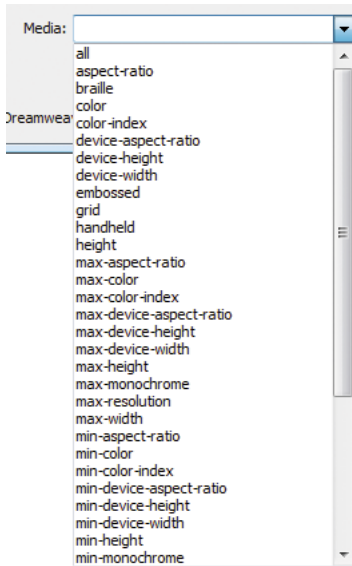 Media:
all
aspect-ratio
braille
color
color-index
device-aspect-ratio
device-height
device-width
embossed
grid
handheld
height
max-aspect-ratio
max-color
max-color-index
max-device-aspect-ratio
max-device-height
max-device-width
max-height
max-monochrome
max-resolution
max-width
min-aspect-ratio
min-color
min-color-index
min-device-aspect-ratio
min-device-height
min-device-width
min-height
min-monochrome